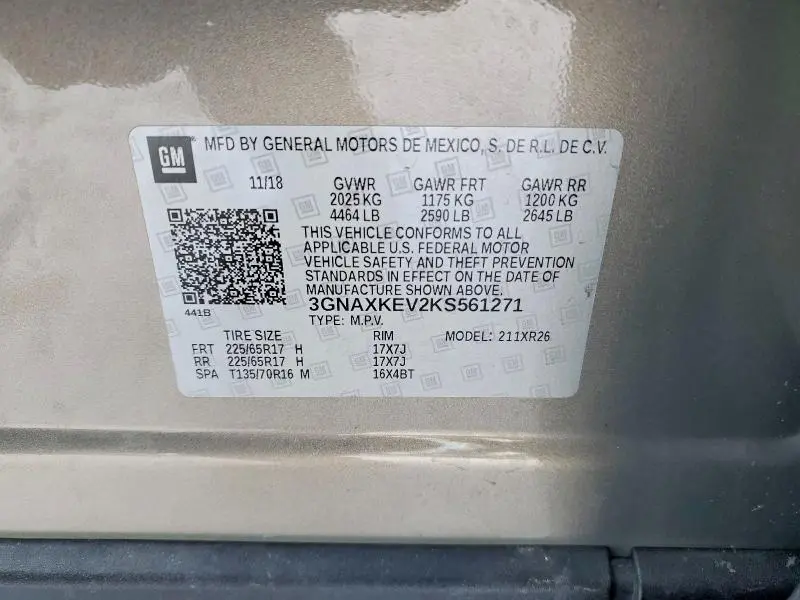 GM
MFD BY GENERAL MOTORS DE MEXICO, S. DE R.L. DE C.V.
11/18 GVWR GAWR FRT GAWR RR
2025 KG 1175 KG 1200 KG
4464 LB 2590 LB 2645 LB
THIS VEHICLE CONFORMS TO ALL
APPLICABLE U.S. FEDERAL MOTOR
VEHICLE SAFETY AND THEFT PREVENTION
STANDARDS IN EFFECT ON THE DATE OF
MANUFACTURE SHOWN ABOVE.
441B
3GNAXKEV2KS561271
TYPE: M.P.V.
TIRE SIZE RIM MODEL: 211XR26
FRT 225/65R17 H 17X7J
RR 225/65R17 H 17X7J
SPA T135/70R16 M 16X4BT